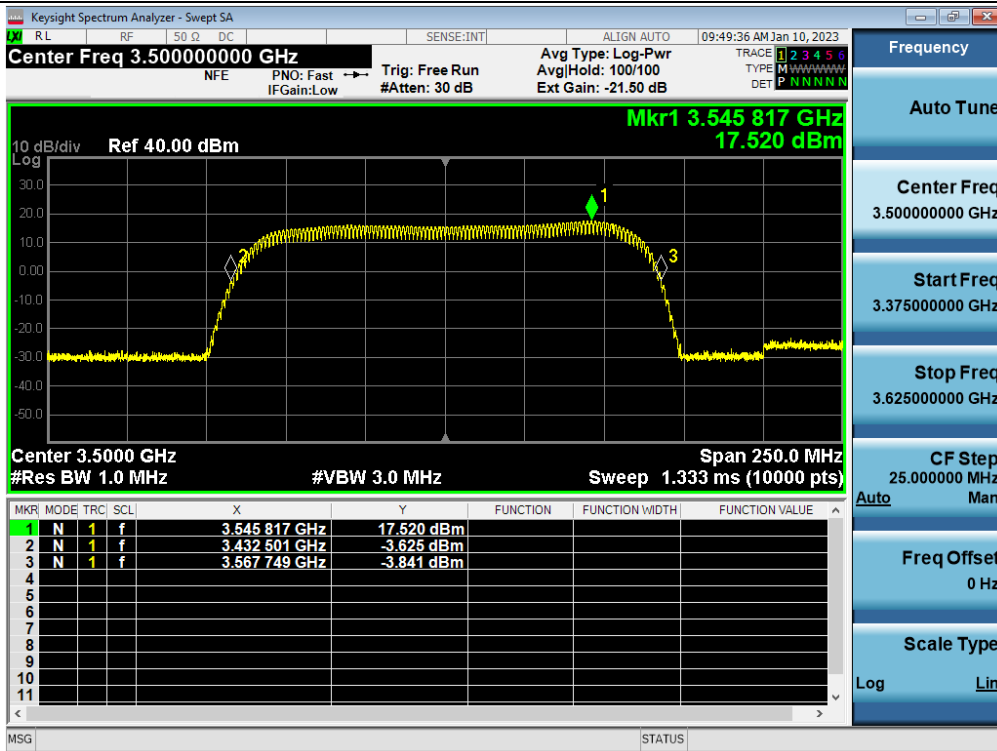 Keysight Spectrum Analyzer - Swept SA
LXI RL RF 50 Ω DC SENSE:INT ALIGN AUTO 09:49:36 AM Jan 10, 2023
Center Freq 3.500000000 GHz
NFE PNO: Fast IFGain:Low
Trig: Free Run
#Atten: 30 dB
Avg Type: Log-Pwr
Avg|Hold: 100/100
Ext Gain: -21.50 dB
TRACE 1 2 3 4 5 6
TYPE M WWWWW
DET P N N N N N
Mkr1 3.545 817 GHz
17.520 dBm
10 dB/div Ref 40.00 dBm
Log
30.0
20.0
10.0
0.00
-10.0
-20.0
-30.0
-40.0
-50.0
1
2
3
Center 3.5000 GHz Span 250.0 MHz
#Res BW 1.0 MHz #VBW 3.0 MHz Sweep 1.333 ms (10000 pts)
MKR MODE TRC SCL X Y FUNCTION FUNCTION WIDTH FUNCTION VALUE
1 N 1 f 3.545 817 GHz 17.520 dBm
2 N 1 f 3.432 501 GHz -3.625 dBm
3 N 1 f 3.567 749 GHz -3.841 dBm
4
5
6
7
8
9
10
11
MSG STATUS
Frequency
Auto Tune
Center Freq
3.500000000 GHz
Start Freq
3.375000000 GHz
Stop Freq
3.625000000 GHz
CF Step
25.000000 MHz
Auto Man
Freq Offset
0 Hz
Scale Type
Log Lin